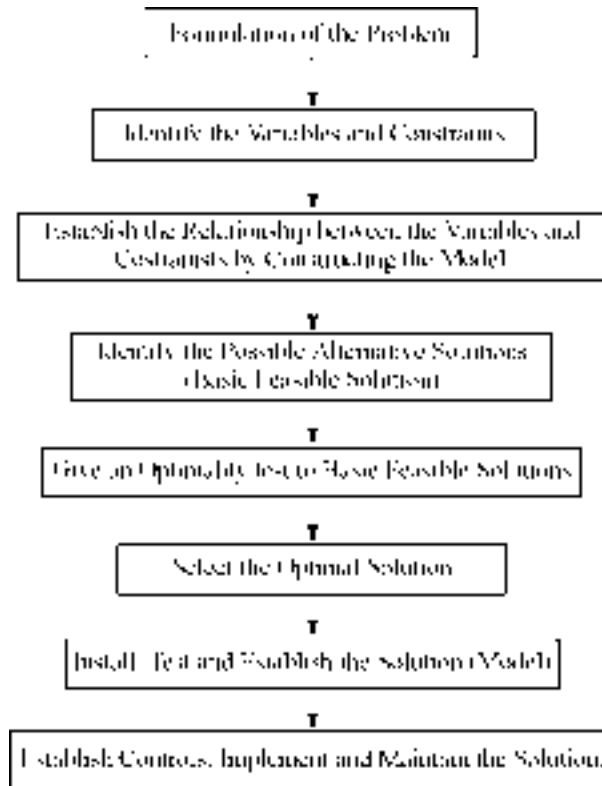 Formulation of the Problem
Identify the Variables and Constraints
Establish the Relationship between the Variables and
Costraints by Constructing the Model
Identify the Possible Alternative Solutions
(Basic Feasible Solution)
Give an Optimality test to Basic Feasible Solutions
Select the Optimal Solution
Install, Test and Establish the Solution (Model)
Establish Controls, Implement and Maintain the Solution.